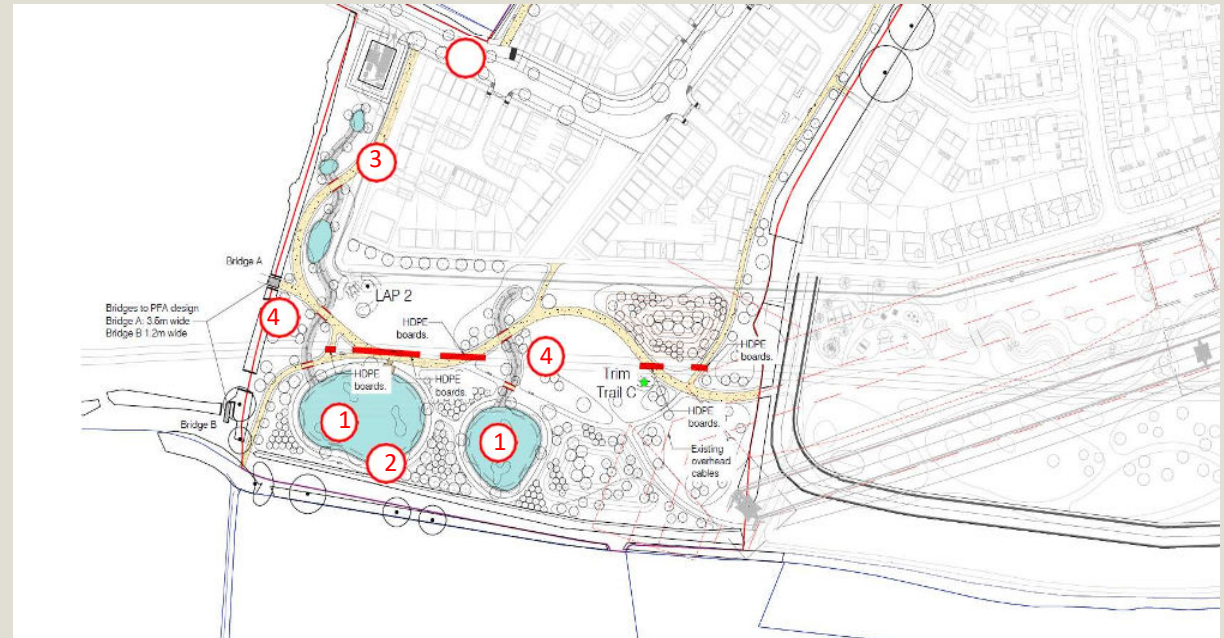 3
Bridge A
LAP 2
Bridges to PFA design
Bridge A: 3.5m wide
Bridge B 1.2m wide
4
HDPE
boards.
4
HDPE
boards.
Trim
Trail C
HDPE
boards.
HDPE
boards.
HDPE
boards.
1
1
Existing
overhead
cables
Bridge B
2